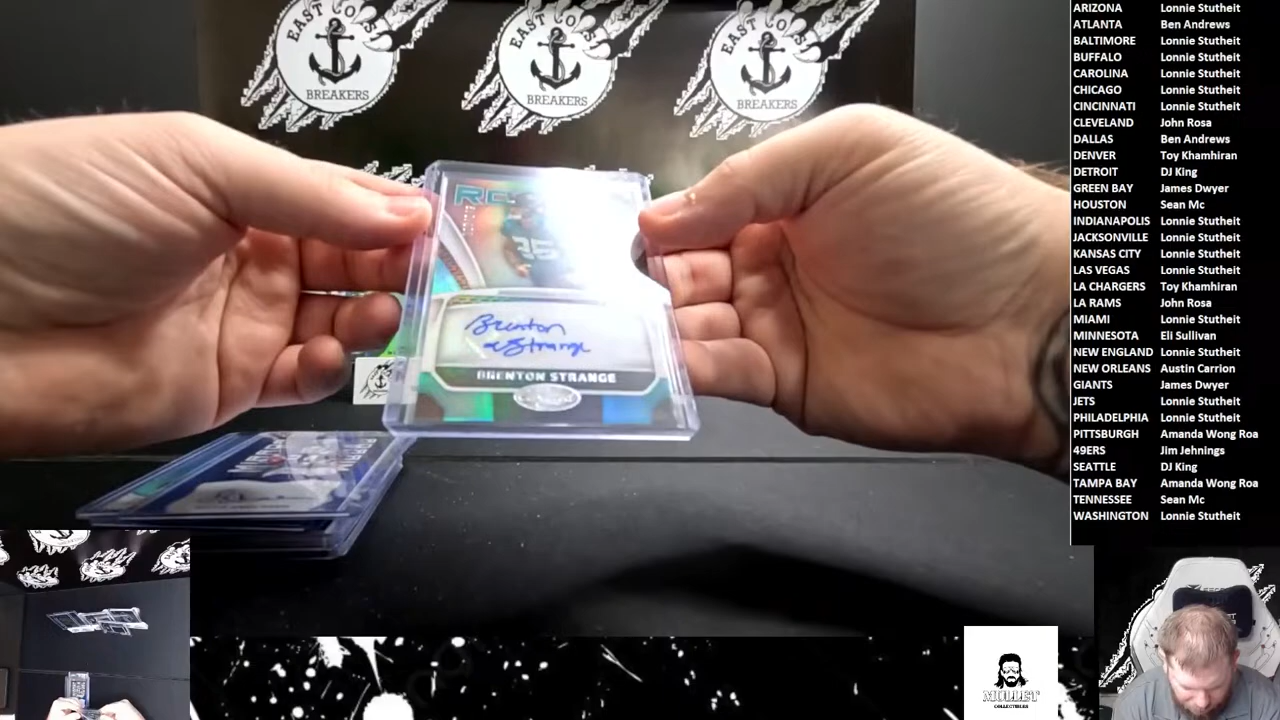 EAST COAST
BREAKERS
EAST COAST
BREAKERS
EAST COAST
BREAKERS
RC
85
Brenton
Strange
BRENTON STRANGE
Certified
ARIZONA Lonnie Stutheit
ATLANTA Ben Andrews
BALTIMORE Lonnie Stutheit
BUFFALO Lonnie Stutheit
CAROLINA Lonnie Stutheit
CHICAGO Lonnie Stutheit
CINCINNATI Lonnie Stutheit
CLEVELAND John Rosa
DALLAS Ben Andrews
DENVER Toy Khamhiran
DETROIT DJ King
GREEN BAY James Dwyer
HOUSTON Sean Mc
INDIANAPOLIS Lonnie Stutheit
JACKSONVILLE Lonnie Stutheit
KANSAS CITY Lonnie Stutheit
LAS VEGAS Lonnie Stutheit
LA CHARGERS Toy Khamhiran
LA RAMS John Rosa
MIAMI Lonnie Stutheit
MINNESOTA Eli Sullivan
NEW ENGLAND Lonnie Stutheit
NEW ORLEANS Austin Carrion
GIANTS James Dwyer
JETS Lonnie Stutheit
PHILADELPHIA Lonnie Stutheit
PITTSBURGH Amanda Wong Roa
49ERS Jim Jehnings
SEATTLE DJ King
TAMPA BAY Amanda Wong Roa
TENNESSEE Sean Mc
WASHINGTON Lonnie Stutheit
MULLET
COLLECTIBLES